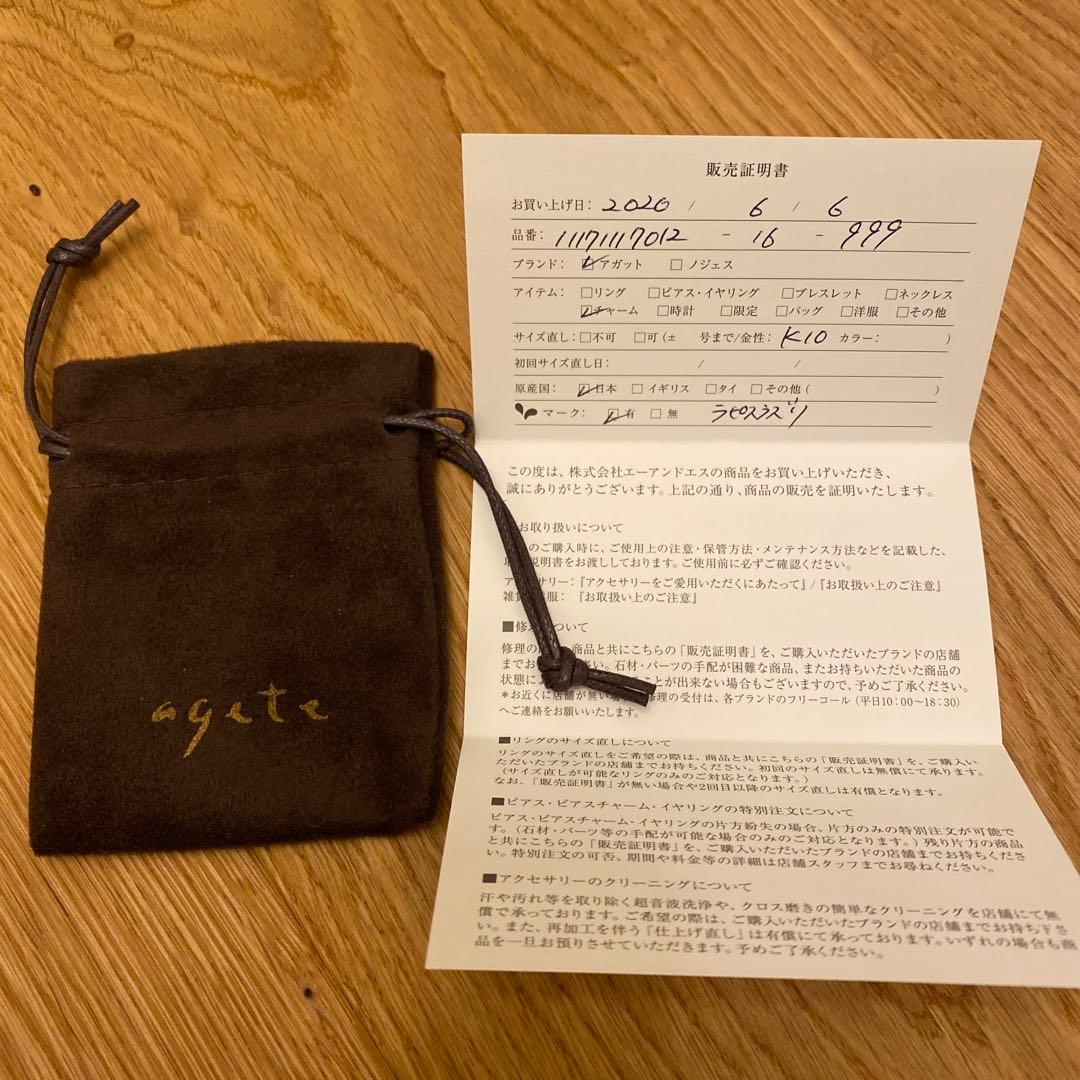 agete
販売証明書
お買い上げ日: 2020 / 6 / 6
品番: 11171117012 - 16 - 999
ブランド: ☑アガット □ノジェス
アイテム: □リング □ピアス・イヤリング □ブレスレット □ネックレス
☑チャーム □時計 □限定 □バッグ □洋服 □その他
サイズ直し: □不可 □可(± 号まで/金性: K10 カラー: )
初回サイズ直し日: / /
原産国: ☑日本 □イギリス □タイ □その他( )
マーク: ☑有 □無 ラピスラズリ
この度は、株式会社エーアンドエスの商品をお買い上げいただき、
誠にありがとうございます。上記の通り、商品の販売を証明いたします。
お取り扱いについて
のご購入時に、ご使用上の注意・保管方法・メンテナンス方法などを記載した、
説明書をお渡ししております。ご使用前に必ずご確認ください。
アクセサリー:『アクセサリーをご愛用いただくにあたって』/『お取扱い上のご注意』
雑貨 服: 『お取扱い上のご注意』
■修理について
修理の 商品と共にこちらの「販売証明書」を、ご購入いただいたブランドの店舗
までお さい。石材・パーツの手配が困難な商品、またお持ちいただいた商品の
状態によ ることが出来ない場合もございますので、予めご了承ください。
*お近くに店舗が無い場 修理の受付は、各ブランドのフリーコール(平日10:00〜18:30)
へご連絡をお願いいたします。
■リングのサイズ直しについて
リングのサイズ直しをご希望の際は、商品と共にこちらの「販売証明書」を、ご購入い
ただいたブランドの店舗までお持ちください。初回のサイズ直しは無償にて承ります。
(サイズ直しが可能なリングのみのご対応となります。)
なお、「販売証明書」が無い場合や2回目以降のサイズ直しは有償となります。
■ピアス・ピアスチャーム・イヤリングの特別注文について
ピアス・ピアスチャーム・イヤリングの片方紛失の場合、片方のみの特別注文が可能で
す。(石材・パーツ等の手配が可能な場合のみのご対応となります。)残り片方の商品
と共にこちらの「販売証明書」を、ご購入いただいたブランドの店舗までお持ちくださ
い。特別注文の可否、期間や料金等の詳細は店舗スタッフまでお尋ねください。
■アクセサリーのクリーニングについて
汗や汚れ等を取り除く超音波洗浄や、クロス磨きの簡単なクリーニングを店舗にて無
償で承っております。ご希望の際は、ご購入いただいたブランドの店舗までお持ち下さ
い。また、再加工を伴う「仕上げ直し」は有償にて承っております。いずれの場合も商
品を一旦お預りさせていただきます。予めご了承ください。